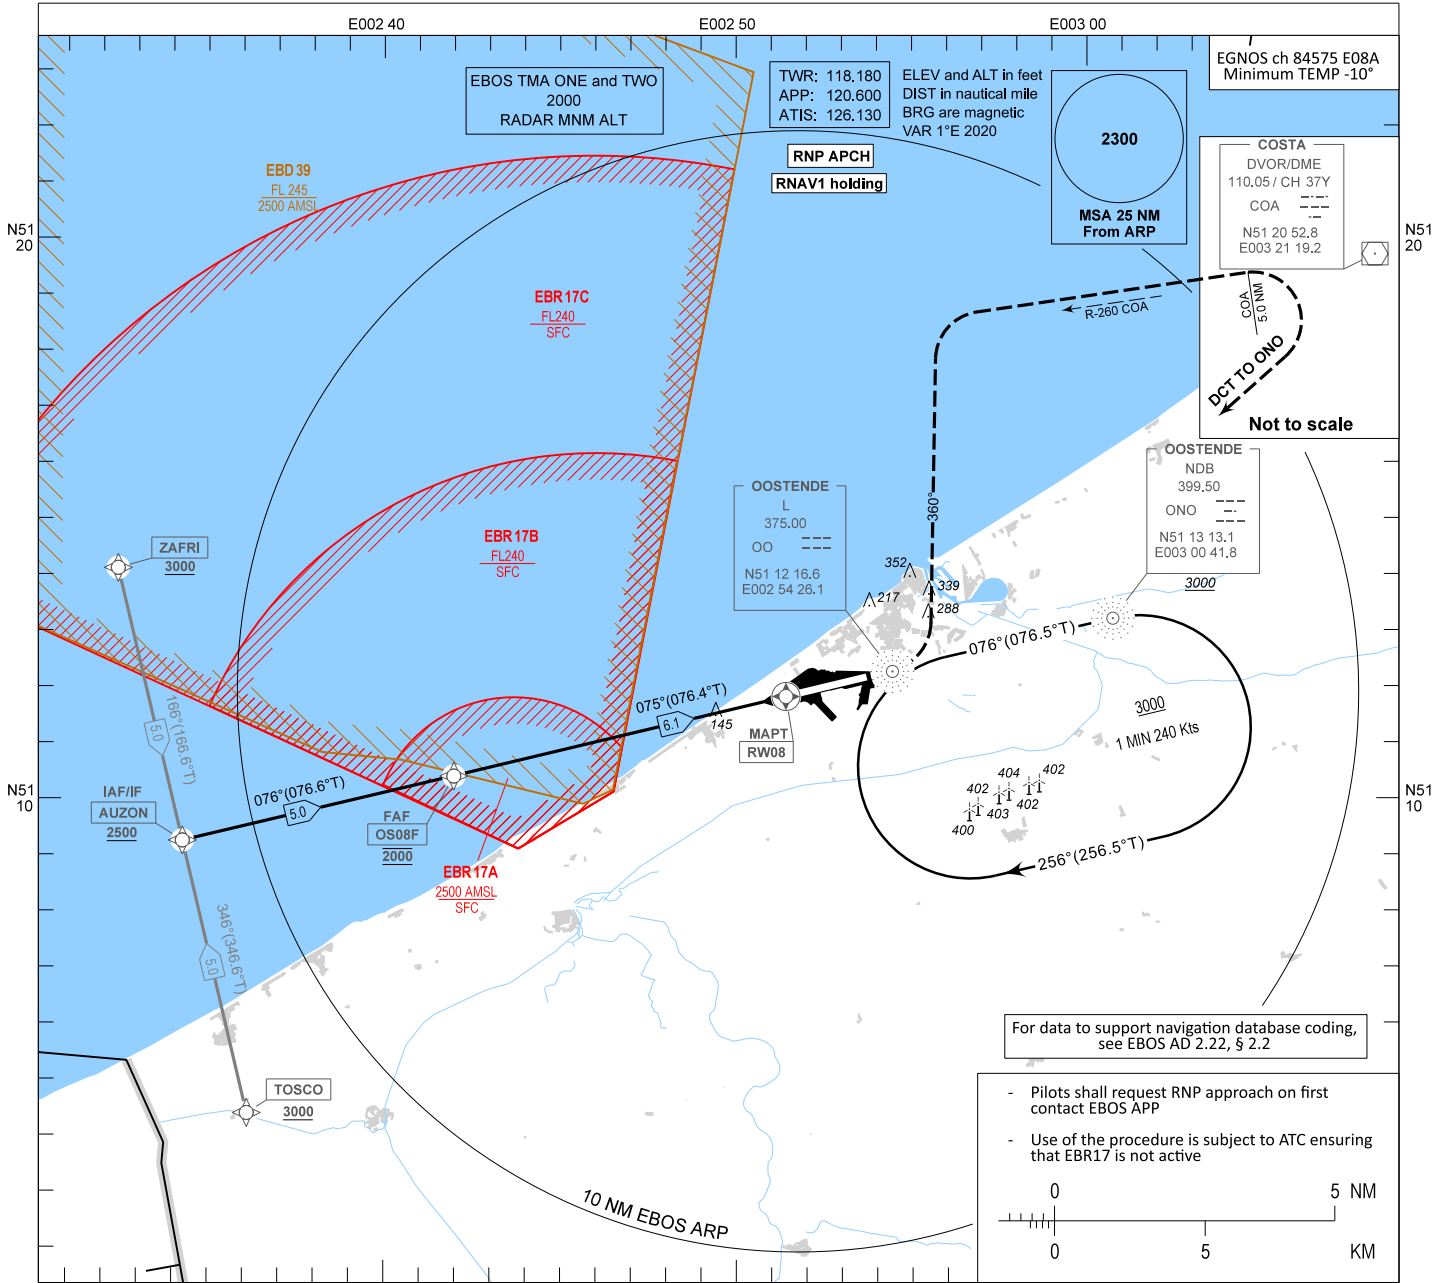 E002 40
E002 50
E003 00
EBOS TMA ONE and TWO
2000
RADAR MNM ALT
TWR: 118.180
APP: 120.600
ATIS: 126.130
ELEV and ALT in feet
DIST in nautical mile
BRG are magnetic
VAR 1°E 2020
RNP APCH
RNAV1 holding
2300
MSA 25 NM
From ARP
EGNOS ch 84575 E08A
Minimum TEMP -10°
COSTA
DVOR/DME
110.05 / CH 37Y
COA
N51 20 52.8
E003 21 19.2
N51
20
N51
20
EBD 39
FL 245
2500 AMSL
EBR 17C
FL240
SFC
R-260 COA
COA
5.0 NM
DCT TO ONO
Not to scale
OOSTENDE
NDB
399.50
ONO
N51 13 13.1
E003 00 41.8
3000
OOSTENDE
L
375.00
OO
N51 12 16.6
E002 54 26.1
360°
EBR 17B
FL240
SFC
ZAFRI
3000
352
339
217
288
076°(076.5°T)
3000
1 MIN 240 Kts
256°(256.5°T)
402
404
402
402
403
400
166°(166.6°T)
5.0
075°(076.4°T)
6.1
145
MAPT
RW08
076°(076.6°T)
5.0
IAF/IF
AUZON
2500
FAF
OS08F
2000
N51
10
N51
10
EBR 17A
2500 AMSL
SFC
346°(346.6°T)
5.0
TOSCO
3000
10 NM EBOS ARP
For data to support navigation database coding,
see EBOS AD 2.22, § 2.2
- Pilots shall request RNP approach on first
contact EBOS APP
- Use of the procedure is subject to ATC ensuring
that EBR17 is not active
0 5 NM
0 5 KM